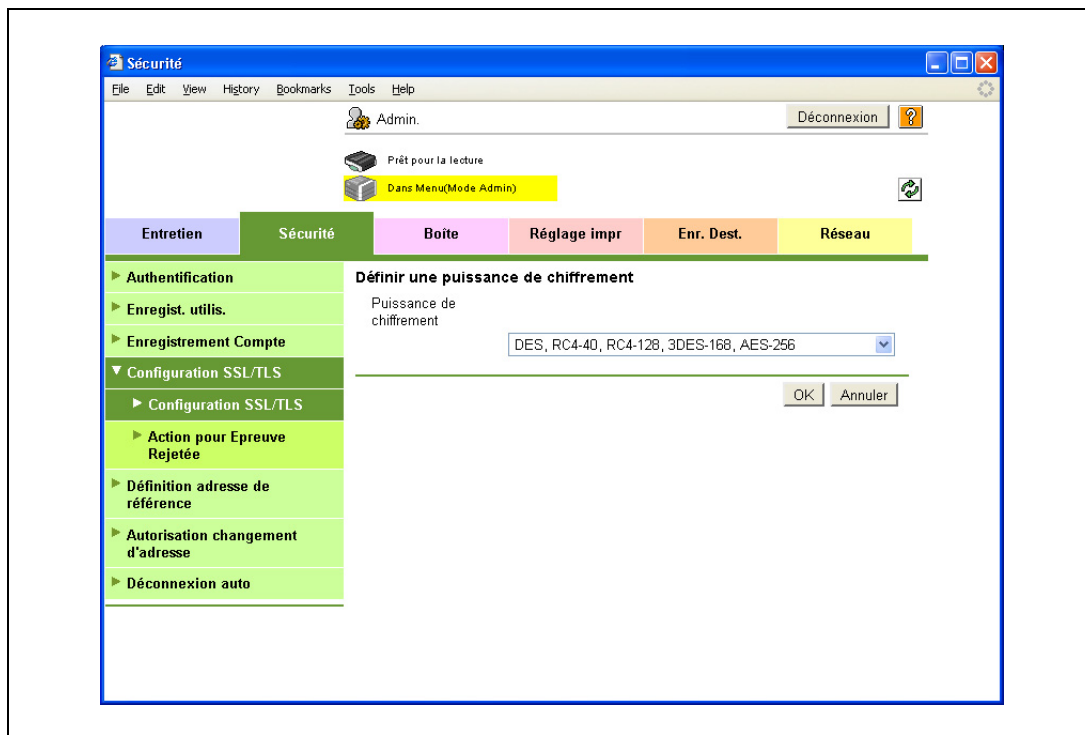 Sécurité
File Edit View History Bookmarks Tools Help
Admin.
Déconnexion
?
Prêt pour la lecture
Dans Menu(Mode Admin)
Entretien Sécurité Boîte Réglage impr Enr. Dest. Réseau
Authentification
Enregist. utilis.
Enregistrement Compte
Configuration SSL/TLS
Configuration SSL/TLS
Action pour Epreuve
Rejetée
Définition adresse de
référence
Autorisation changement
d'adresse
Déconnexion auto
Définir une puissance de chiffrement
Puissance de
chiffrement
DES, RC4-40, RC4-128, 3DES-168, AES-256
OK Annuler